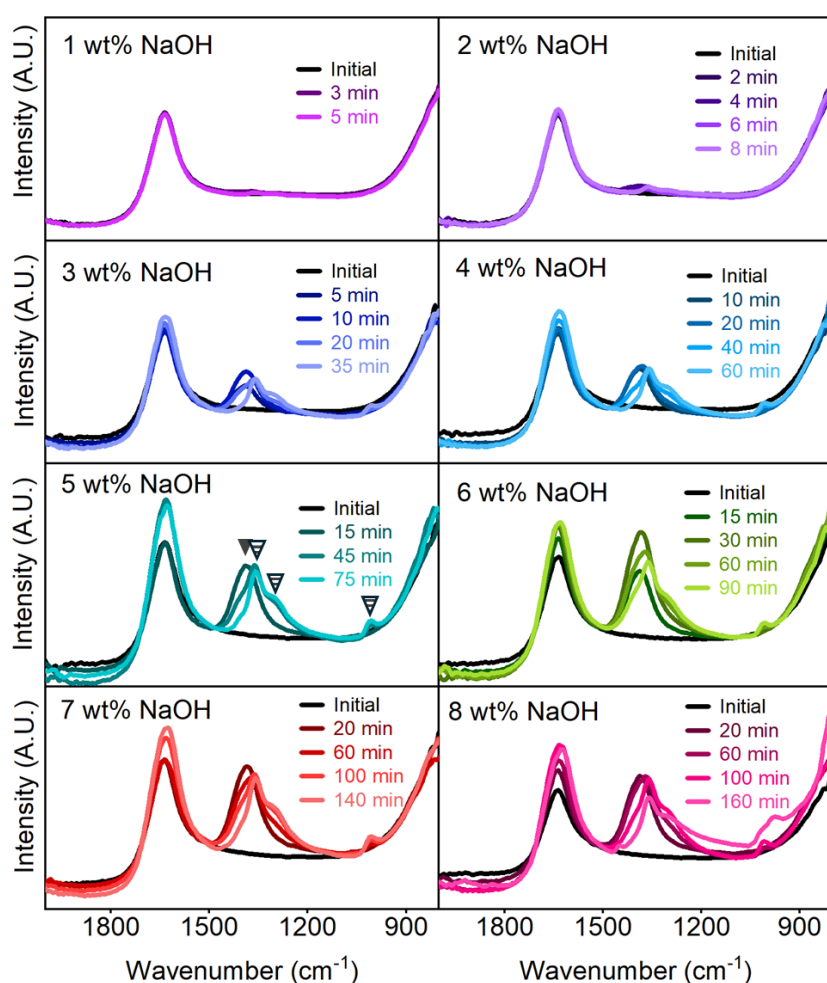 1 wt% NaOH
Initial
3 min
5 min
Intensity (A.U.)
2 wt% NaOH
Initial
2 min
4 min
6 min
8 min
3 wt% NaOH
Initial
5 min
10 min
20 min
35 min
Intensity (A.U.)
4 wt% NaOH
Initial
10 min
20 min
40 min
60 min
5 wt% NaOH
Initial
15 min
45 min
75 min
Intensity (A.U.)
6 wt% NaOH
Initial
15 min
30 min
60 min
90 min
7 wt% NaOH
Initial
20 min
60 min
100 min
140 min
Intensity (A.U.)
8 wt% NaOH
Initial
20 min
60 min
100 min
160 min
1800 1500 1200 900
1800 1500 1200 900
Wavenumber (cm⁻¹)
Wavenumber (cm⁻¹)